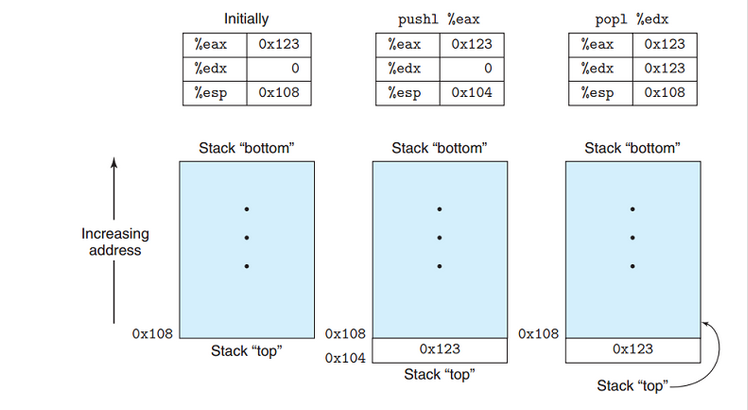 Initially
%eax 0x123
%edx 0
%esp 0x108
pushl %eax
%eax 0x123
%edx 0
%esp 0x104
popl %edx
%eax 0x123
%edx 0x123
%esp 0x108
Increasing
address
Stack “bottom”
0x108
Stack “top”
Stack “bottom”
0x108
0x104
0x123
Stack “top”
Stack “bottom”
0x108
0x123
Stack “top”